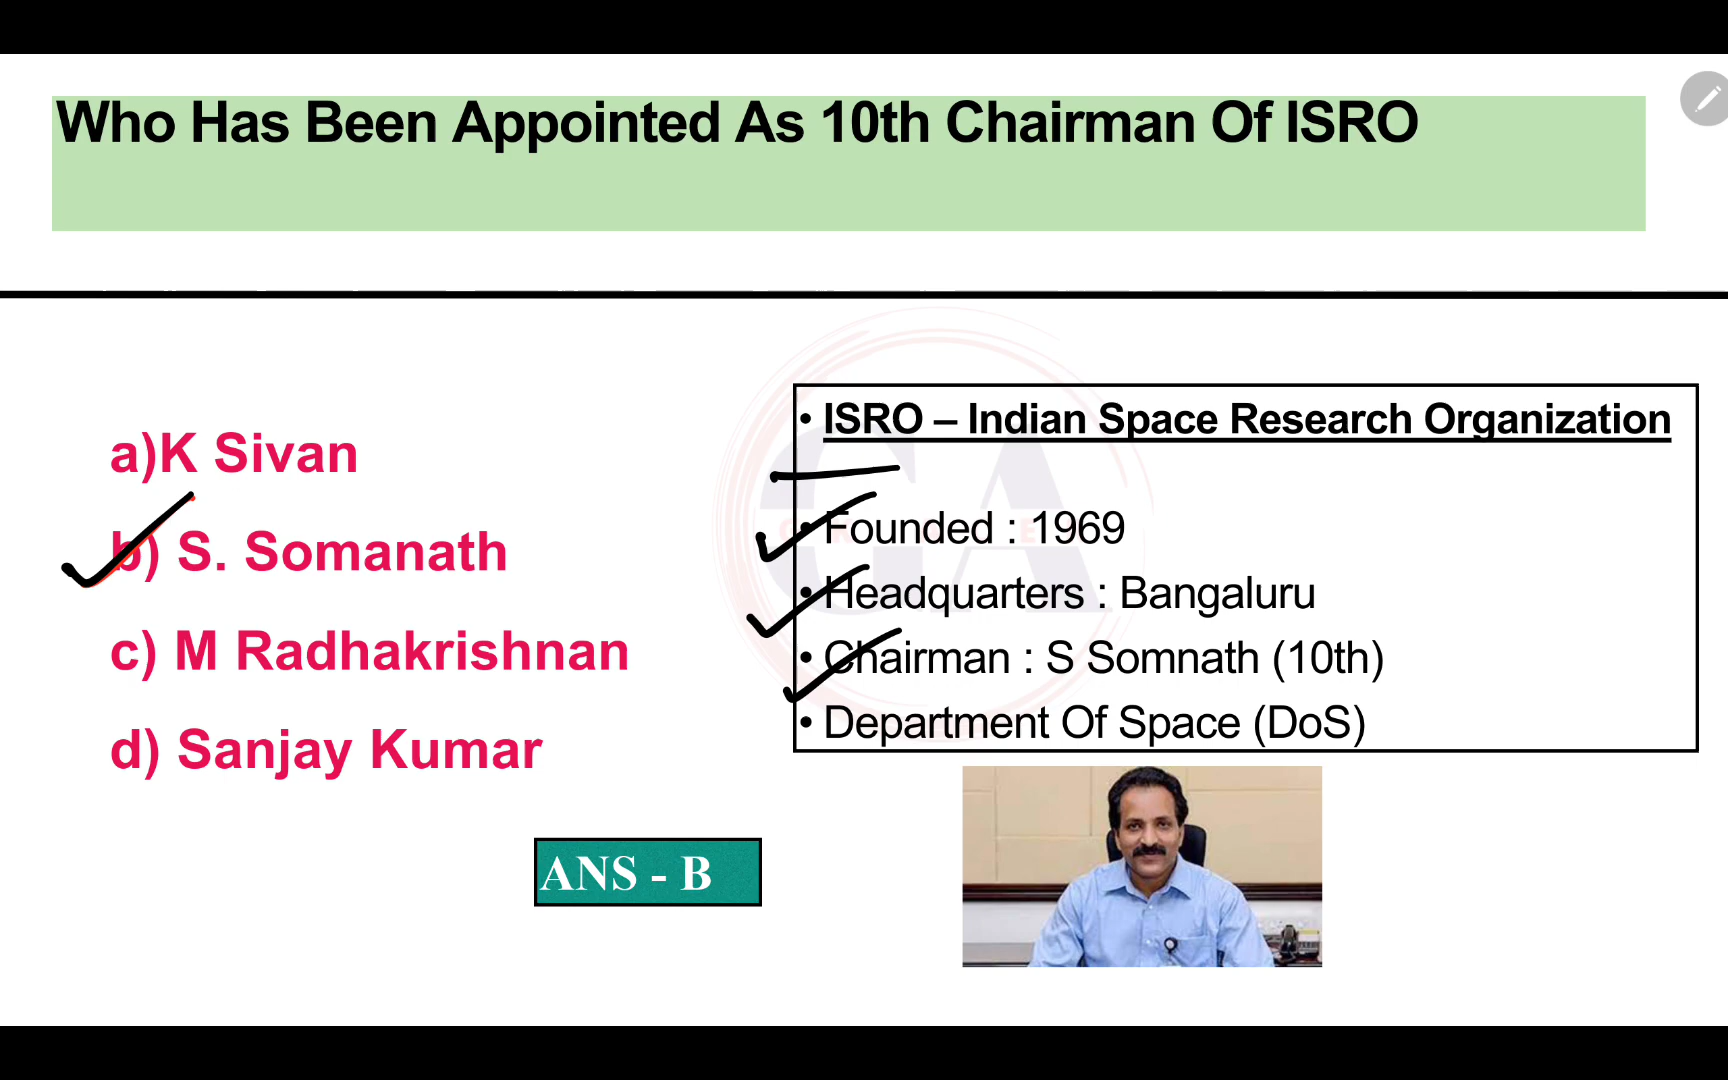 Who Has Been Appointed As 10th Chairman Of ISRO
a)K Sivan
b) S. Somanath
c) M Radhakrishnan
d) Sanjay Kumar
ANS - B
• ISRO – Indian Space Research Organization
• Founded : 1969
• Headquarters : Bangaluru
• Chairman : S Somnath (10th)
• Department Of Space (DoS)